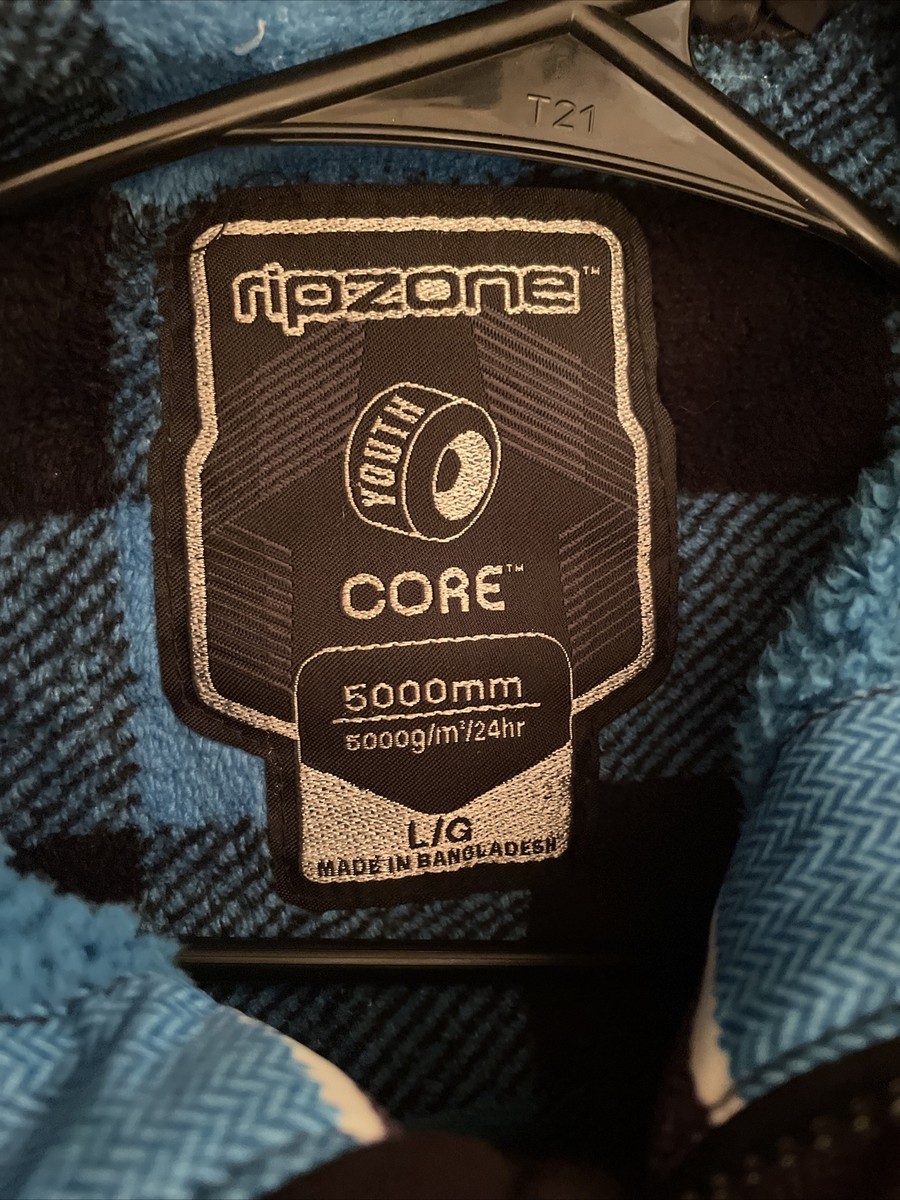 T21
ripzone™
YOUTH
CORE™
5000mm
5000g/m²/24hr
L/G
MADE IN BANGLADESH